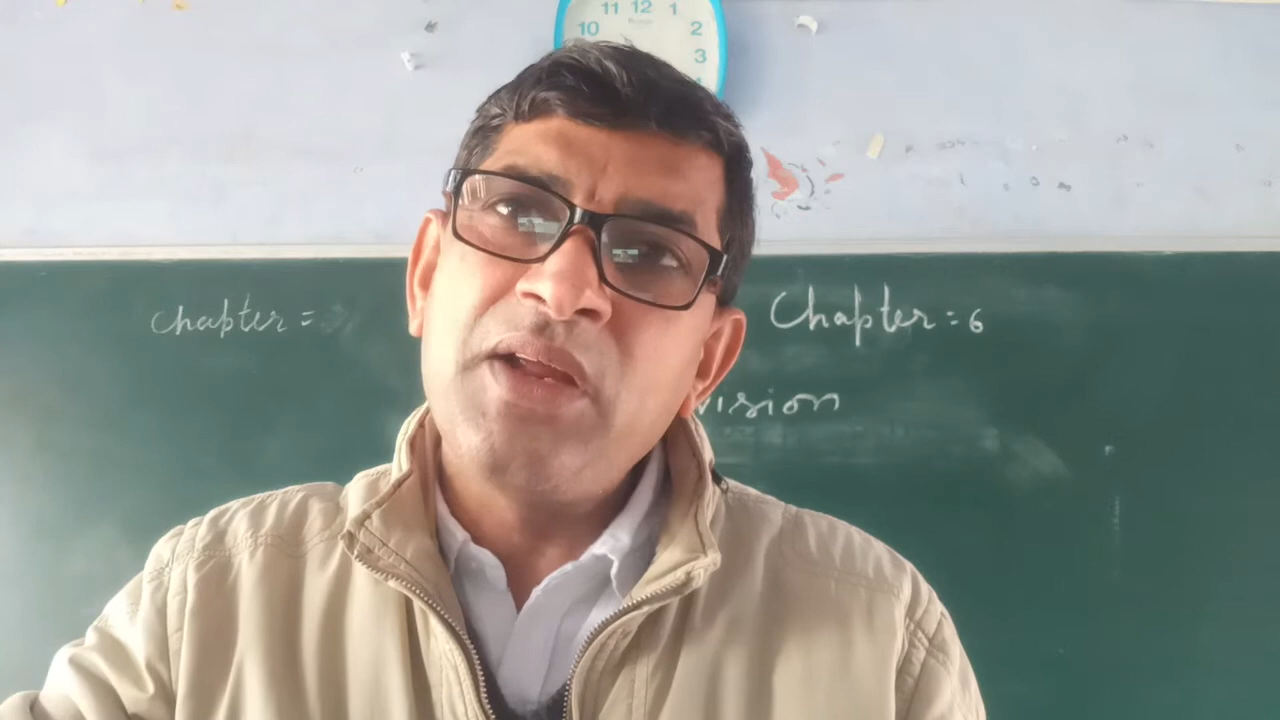 11 12 1
10 2
3
chapter =
Chapter = 6
vision